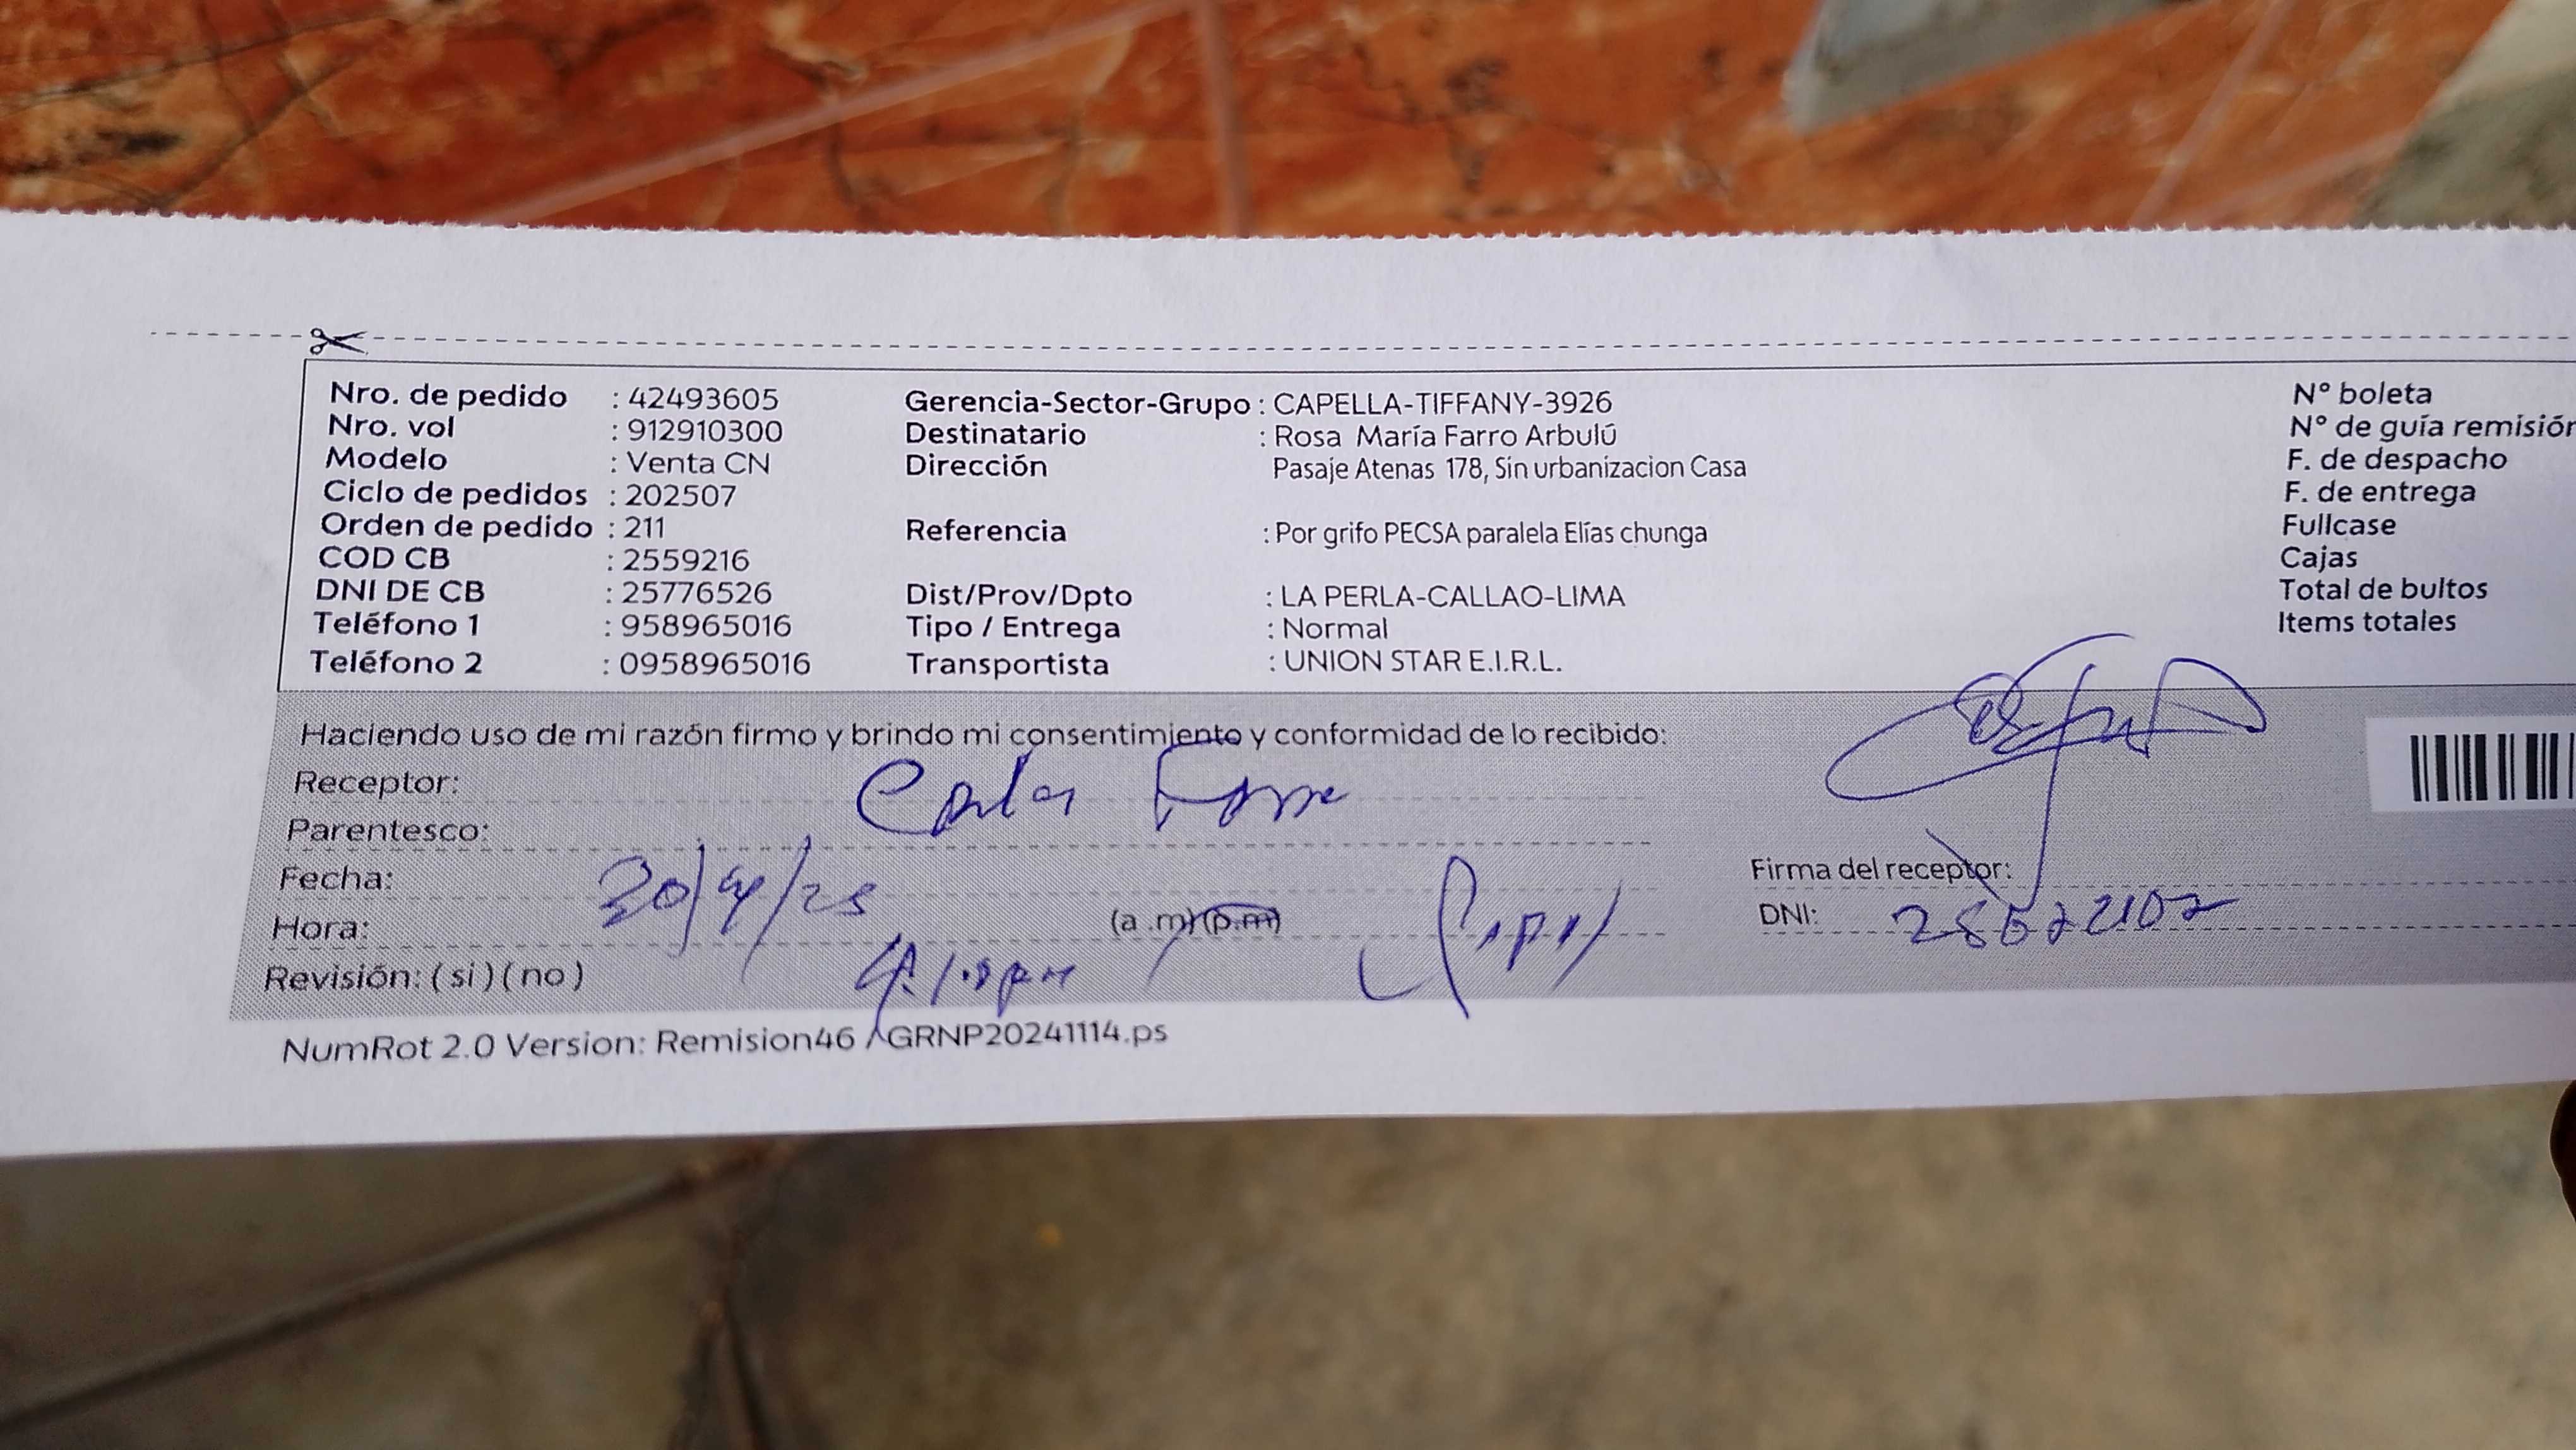 Nro. de pedido : 42493605 Gerencia-Sector-Grupo : CAPELLA-TIFFANY-3926 N° boleta
Nro. vol : 912910300 Destinatario : Rosa María Farro Arbulú N° de guía remisión
Modelo : Venta CN Dirección Pasaje Atenas 178, Sin urbanizacion Casa F. de despacho
Ciclo de pedidos : 202507 F. de entrega
Orden de pedido : 211 Referencia : Por grifo PECSA paralela Elías chunga Fullcase
COD CB : 2559216 Cajas
DNI DE CB : 25776526 Dist/Prov/Dpto : LA PERLA-CALLAO-LIMA Total de bultos
Teléfono 1 : 958965016 Tipo / Entrega : Normal Items totales
Teléfono 2 : 0958965016 Transportista : UNION STAR E.I.R.L.
Haciendo uso de mi razón firmo y brindo mi consentimiento y conformidad de lo recibido:
Receptor: Carlos
Parentesco:
Fecha: Firma del receptor:
Hora: (a .m) (p.m) DNI:
Revisión: ( si ) ( no )
NumRot 2.0 Version: Remision46 /GRNP20241114.ps